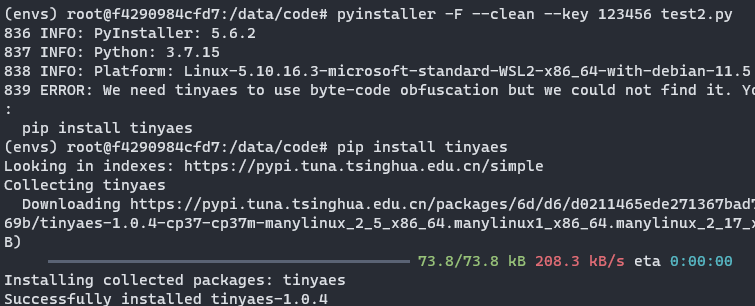 (envs) root@f4290984cfd7:/data/code# pyinstaller -F --clean --key 123456 test2.py
836 INFO: PyInstaller: 5.6.2
837 INFO: Python: 3.7.15
838 INFO: Platform: Linux-5.10.16.3-microsoft-standard-WSL2-x86_64-with-debian-11.5
839 ERROR: We need tinyaes to use byte-code obfuscation but we could not find it. Yo
:
  pip install tinyaes
(envs) root@f4290984cfd7:/data/code# pip install tinyaes
Looking in indexes: https://pypi.tuna.tsinghua.edu.cn/simple
Collecting tinyaes
  Downloading https://pypi.tuna.tsinghua.edu.cn/packages/6d/d6/d0211465ede271367bad7
69b/tinyaes-1.0.4-cp37-cp37m-manylinux_2_5_x86_64.manylinux1_x86_64.manylinux_2_17_x
B)
73.8/73.8 kB 208.3 kB/s eta 0:00:00
Installing collected packages: tinyaes
Successfully installed tinyaes-1.0.4